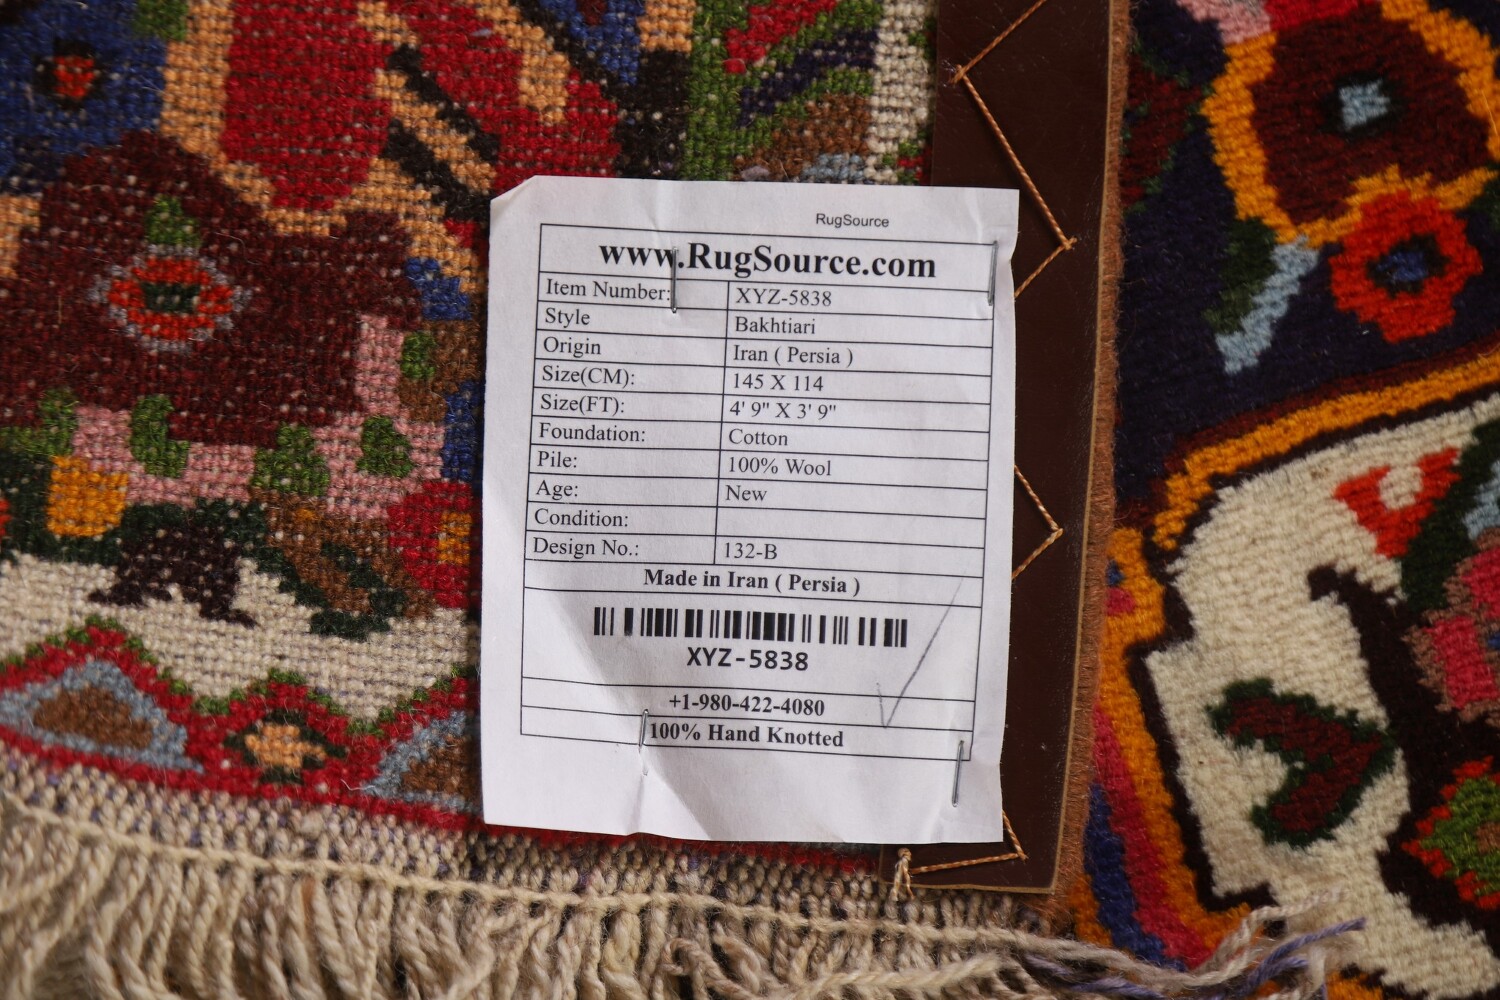 RugSource
www.RugSource.com
Item Number: XYZ-5838
Style Bakhtiari
Origin Iran ( Persia )
Size(CM): 145 X 114
Size(FT): 4' 9" X 3' 9"
Foundation: Cotton
Pile: 100% Wool
Age: New
Condition:
Design No.: 132-B
Made in Iran ( Persia )
XYZ-5838
+1-980-422-4080
100% Hand Knotted